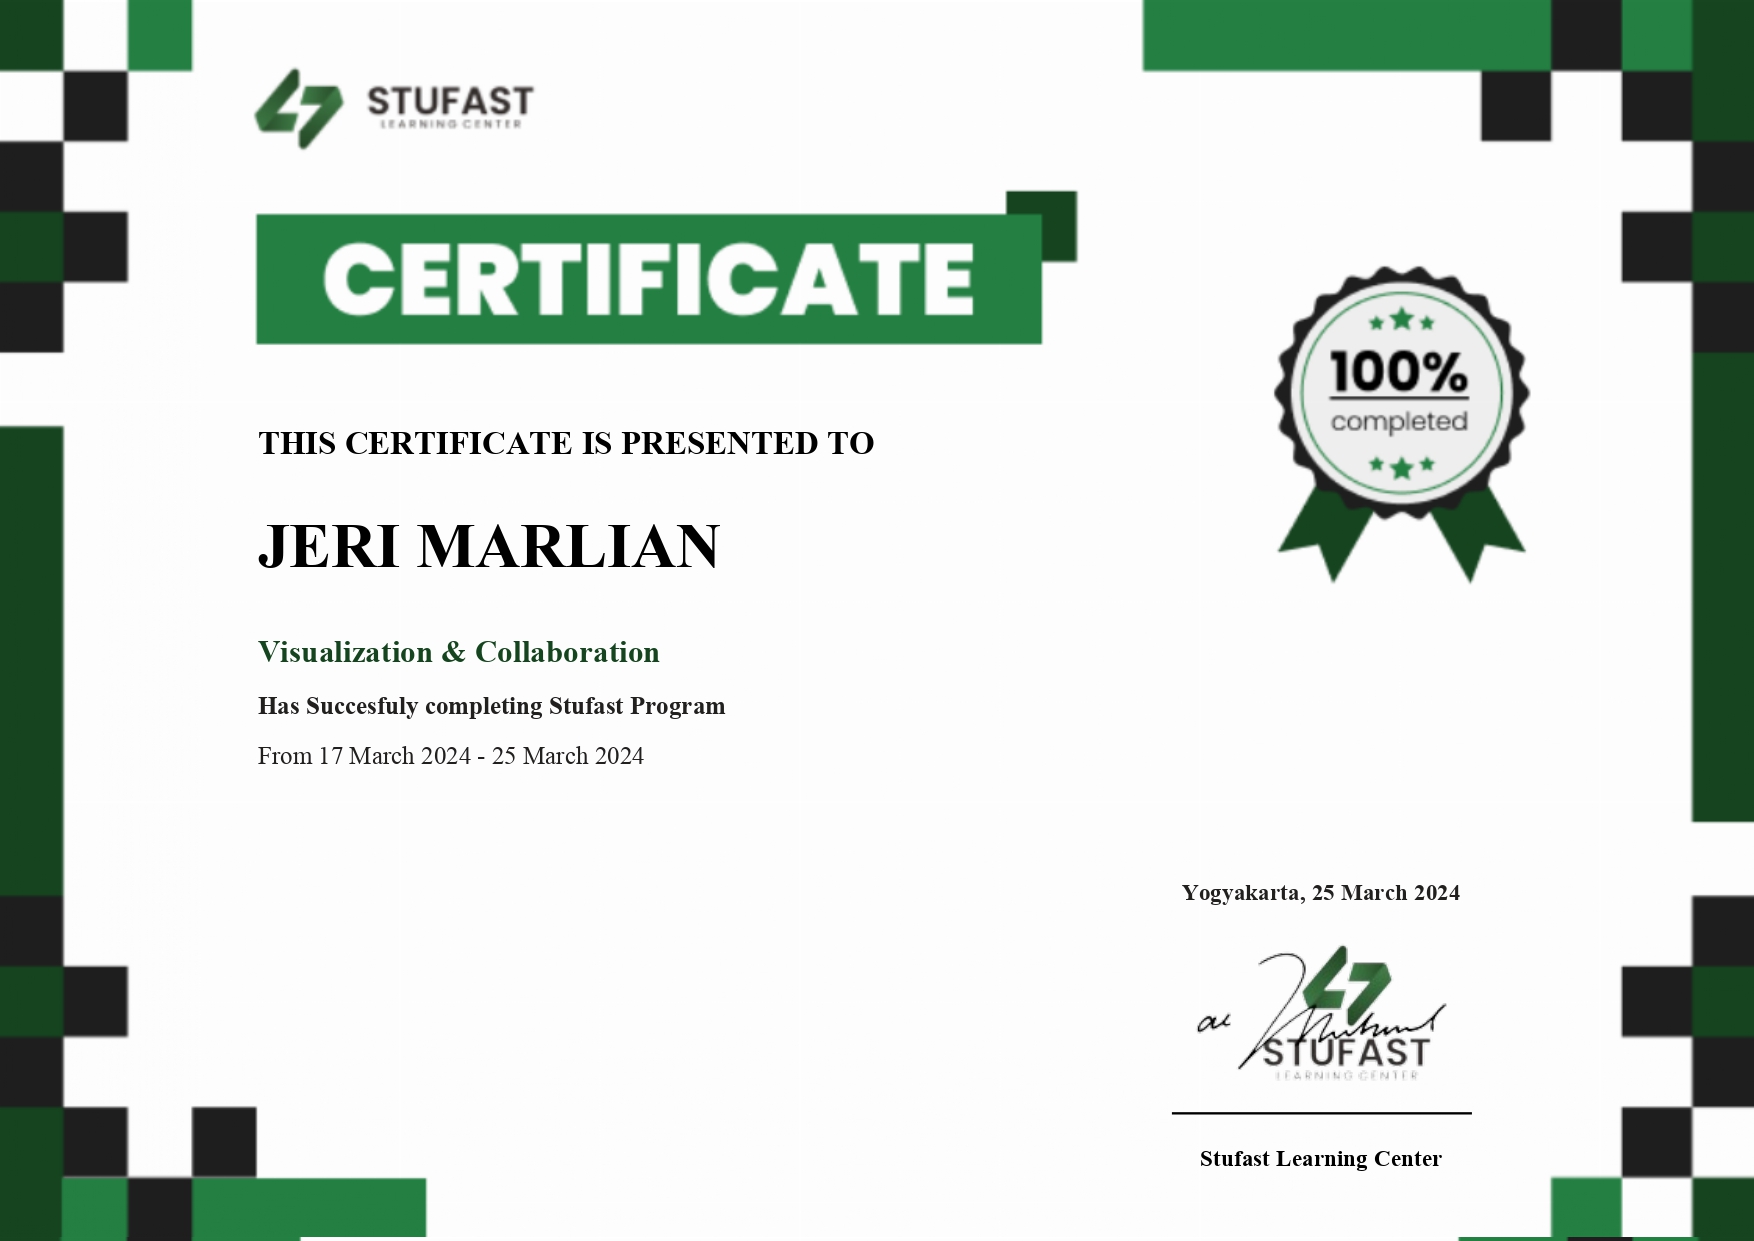 STUFAST
LEARNING CENTER
CERTIFICATE
100%
completed
THIS CERTIFICATE IS PRESENTED TO
JERI MARLIAN
Visualization & Collaboration
Has Succesfuly completing Stufast Program
From 17 March 2024 - 25 March 2024
Yogyakarta, 25 March 2024
STUFAST
LEARNING CENTER
Stufast Learning Center